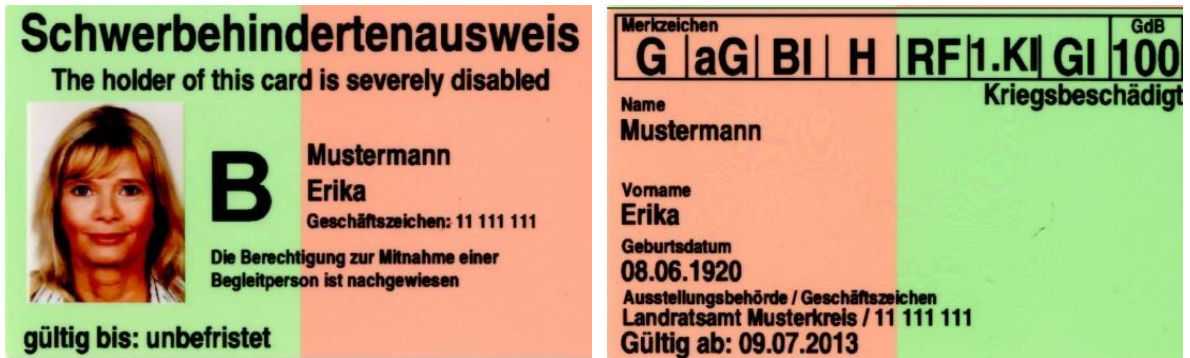 Schwerbehindertenausweis
The holder of this card is severely disabled
B
Mustermann
Erika
Geschäftszeichen: 11 111 111
Die Berechtigung zur Mitnahme einer
Begleitperson ist nachgewiesen
gültig bis: unbefristet
Merkzeichen GdB
G aG Bl H RF 1.Kl Gl 100
Kriegsbeschädigt
Name
Mustermann
Vorname
Erika
Geburtsdatum
08.06.1920
Ausstellungsbehörde / Geschäftszeichen
Landratsamt Musterkreis / 11 111 111
Gültig ab: 09.07.2013